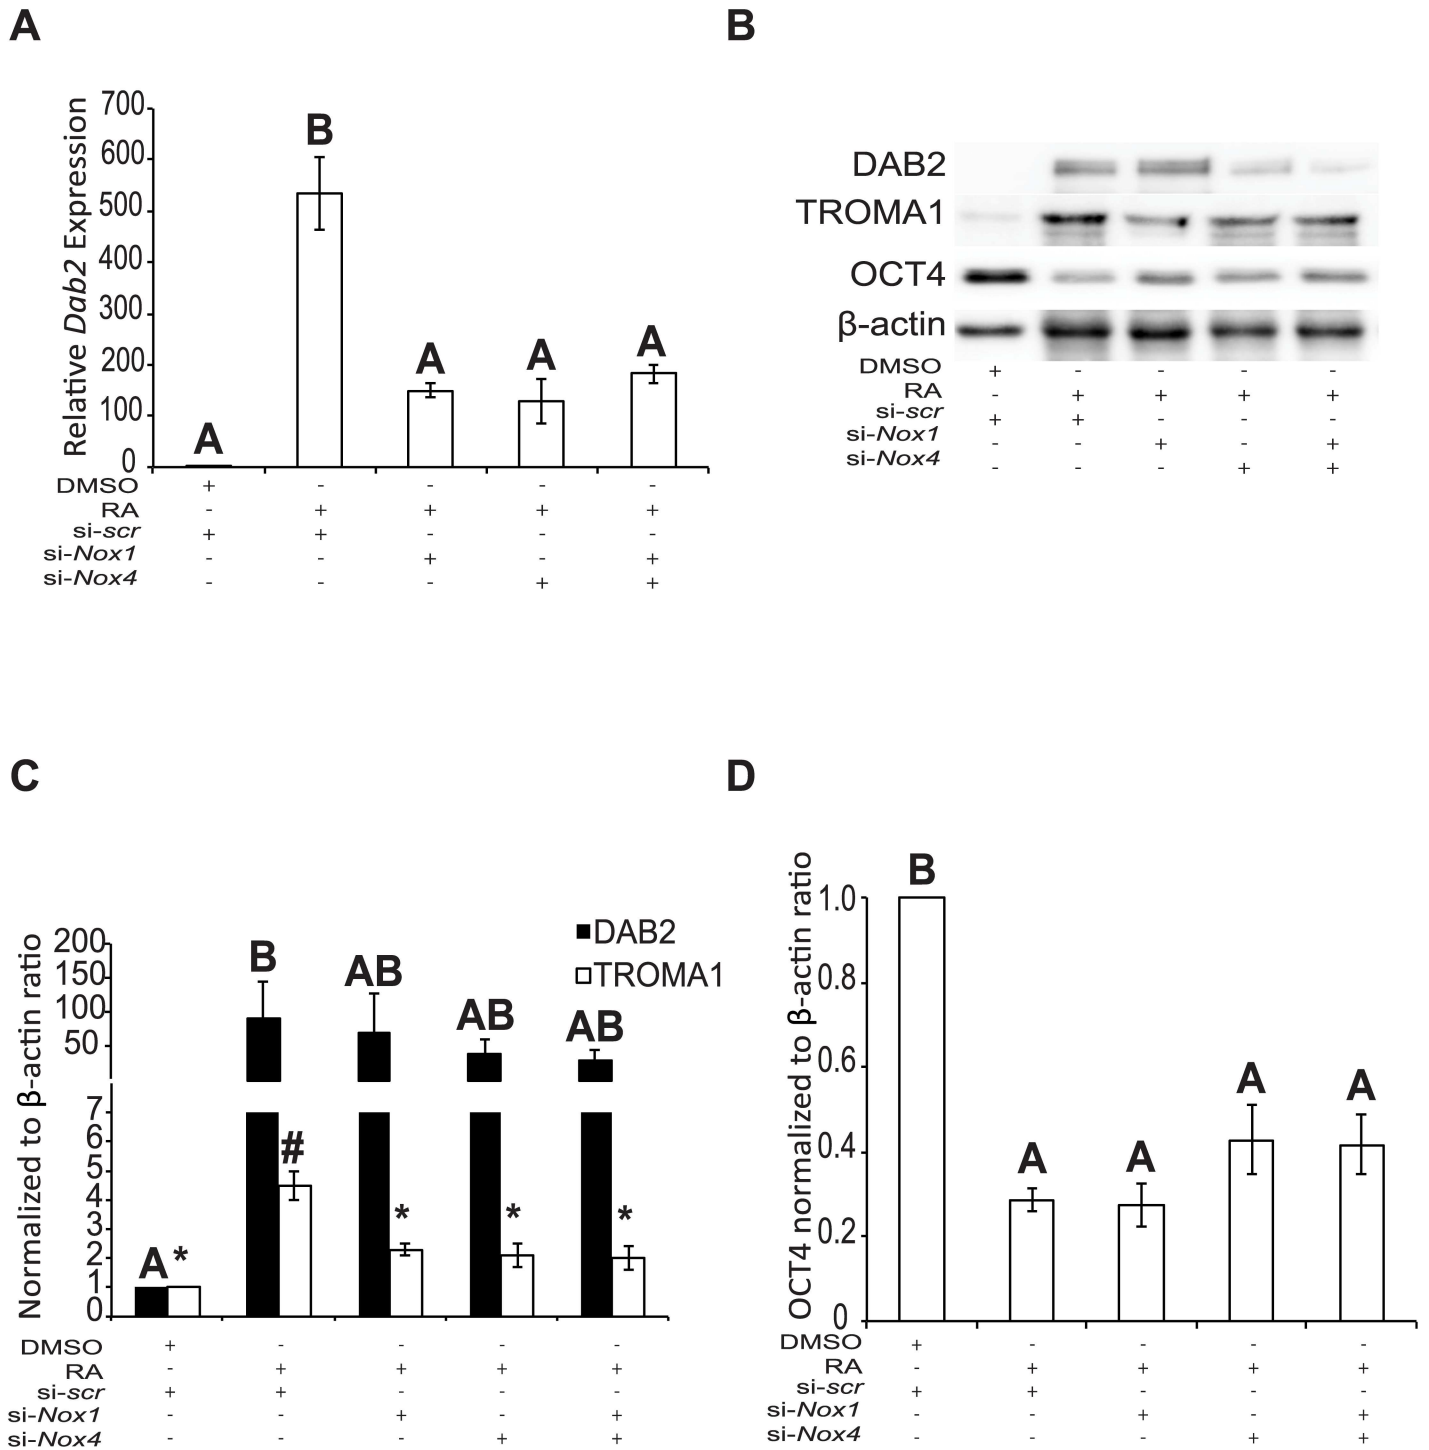 A
Relative Dab2 Expression
700
600
500
400
300
200
100
0
A
B
A
A
A
DMSO + - - - -
RA - + + + +
si-scr + + - - -
si-Nox1 - - + - +
si-Nox4 - - - + +
B
DAB2
TROMA1
OCT4
β-actin
DMSO + - - - -
RA - + + + +
si-scr + + - - -
si-Nox1 - - + - +
si-Nox4 - - - + +
C
Normalized to β-actin ratio
200
150
100
50
7
6
5
4
3
2
1
0
DAB2
TROMA1
B
AB
AB
AB
A *
#
*
*
*
DMSO + - - - -
RA - + + + +
si-scr + + - - -
si-Nox1 - - + - +
si-Nox4 - - - + +
D
OCT4 normalized to β-actin ratio
1.0
0.8
0.6
0.4
0.2
0
B
A
A
A
A
DMSO + - - - -
RA - + + + +
si-scr + + - - -
si-Nox1 - - + - +
si-Nox4 - - - + +